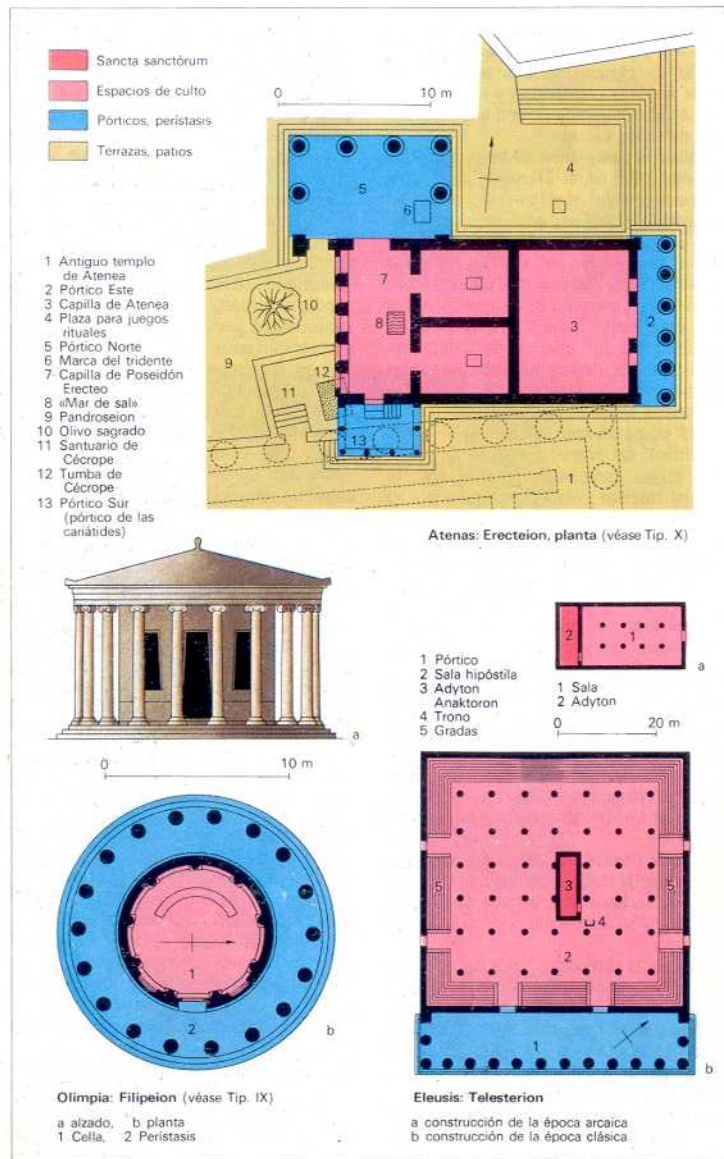 Sancta sanctórum
Espacios de culto
Pórticos, perístasis
Terrazas, patios
0 10 m
1 Antiguo templo
de Atenea
2 Pórtico Este
3 Capilla de Atenea
4 Plaza para juegos
rituales
5 Pórtico Norte
6 Marca del tridente
7 Capilla de Poseidón
Erecteo
8 «Mar de sal»
9 Pandroseion
10 Olivo sagrado
11 Santuario de
Cécrope
12 Tumba de
Cécrope
13 Pórtico Sur
(pórtico de las
cariátides)
4
5
6
7
10
8
3
2
9
12
11
13
1
Atenas: Erecteion, planta (véase Tip. X)
a
0 10 m
1
2
b
Olimpia: Filipeion (véase Tip. IX)
a alzado, b planta
1 Cella, 2 Peristasis
2 1
a
1 Pórtico
2 Sala hipóstila
3 Adyton
Anaktoron
4 Trono
5 Gradas
1 Sala
2 Adyton
0 20 m
5 3 5
4
2
1
b
Eleusis: Telesterion
a construcción de la época arcaica
b construcción de la época clásica